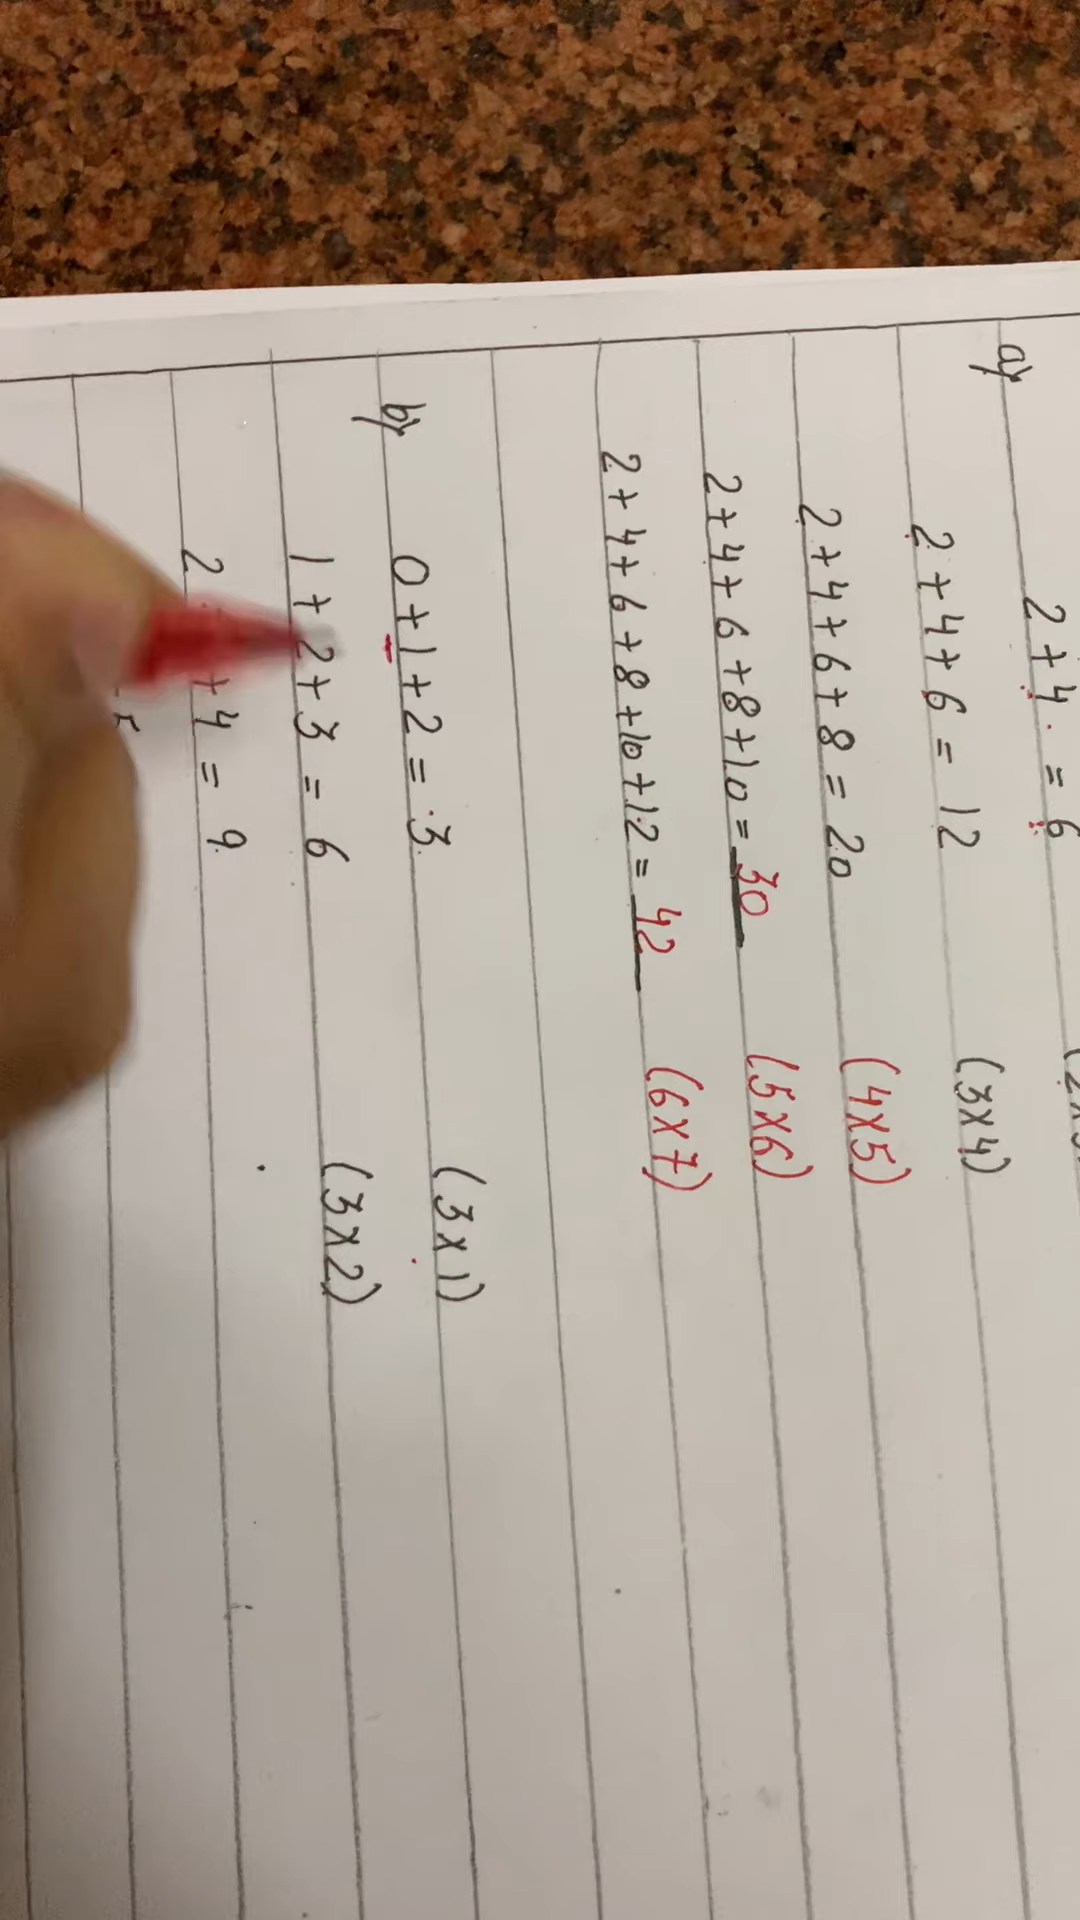 a)
2 + 4 = 6
2 + 4 + 6 = 12 (3x4)
2 + 4 + 6 + 8 = 20 (4x5)
2 + 4 + 6 + 8 + 10 = 30 (5x6)
2 + 4 + 6 + 8 + 10 + 12 = 42 (6x7)
b) 0 + 1 + 2 = 3 (3x1)
1 + 2 + 3 = 6 (3x2)
2 + 4 = 9